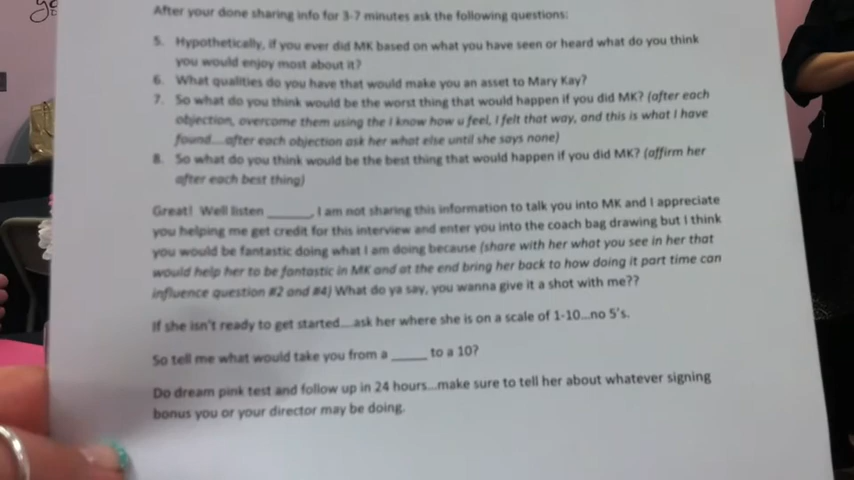 After your done sharing info for 3-7 minutes ask the following questions:
5. Hypothetically, if you ever did MK based on what you have seen or heard what do you think
you would enjoy most about it?
6. What qualities do you have that would make you an asset to Mary Kay?
7. So what do you think would be the worst thing that would happen if you did MK? (after each
objection, overcome them using the I know how u feel, I felt that way, and this is what I have
found....after each objection ask her what else until she says none)
8. So what do you think would be the best thing that would happen if you did MK? (affirm her
after each best thing)
Great! Well listen ______, I am not sharing this information to talk you into MK and I appreciate
you helping me get credit for this interview and enter you into the coach bag drawing but I think
you would be fantastic doing what I am doing because (share with her what you see in her that
would help her to be fantastic in MK and at the end bring her back to how doing it part time can
influence question #2 and #4) What do ya say, you wanna give it a shot with me??
If she isn't ready to get started....ask her where she is on a scale of 1-10...no 5's.
So tell me what would take you from a _____ to a 10?
Do dream pink test and follow up in 24 hours...make sure to tell her about whatever signing
bonus you or your director may be doing.